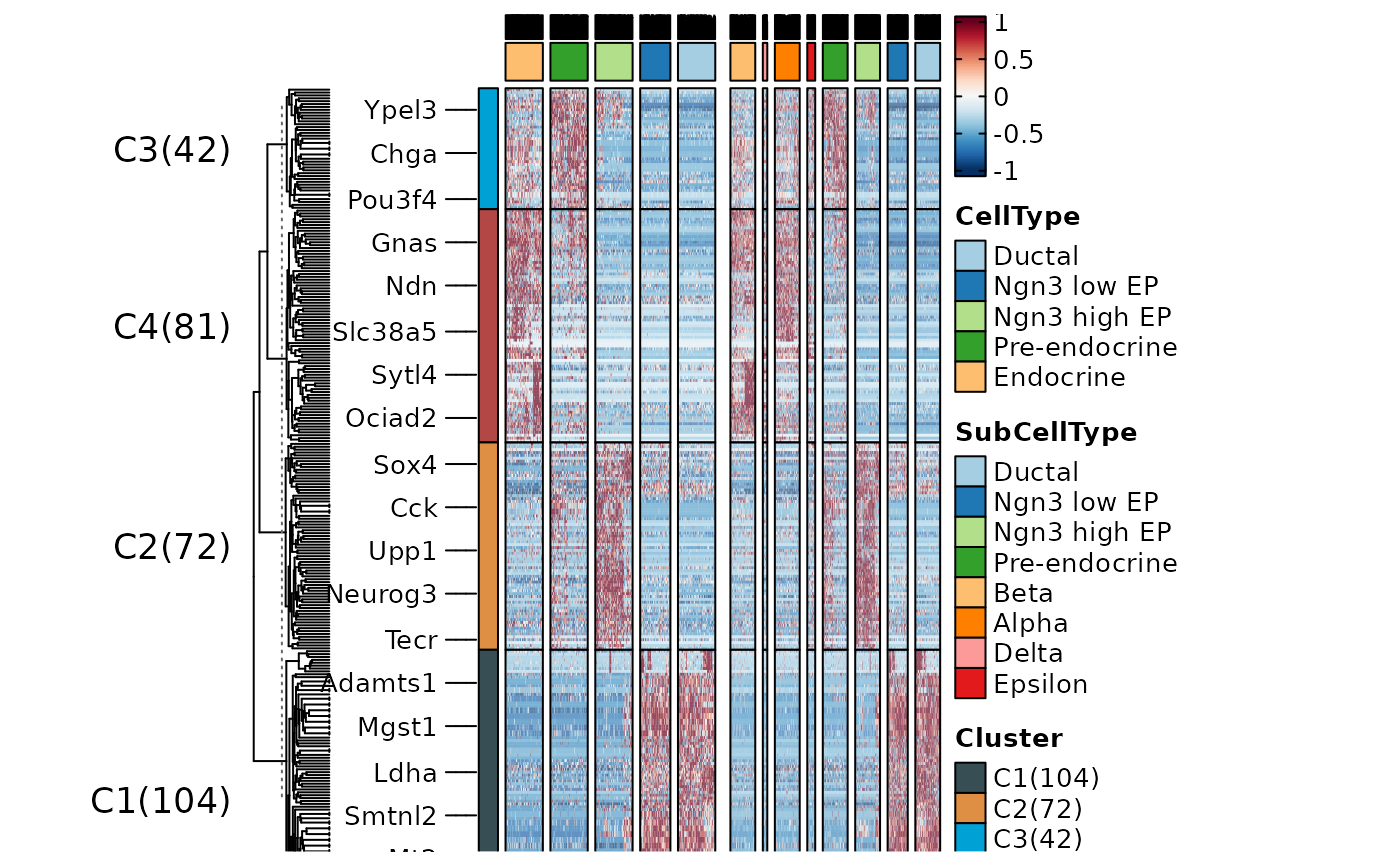 C3(42)
C4(81)
C2(72)
C1(104)
Ypel3
Chga
Pou3f4
Gnas
Ndn
Slc38a5
Sytl4
Ociad2
Sox4
Cck
Upp1
Neurog3
Tecr
Adamts1
Mgst1
Ldha
Smtnl2
1
0.5
0
-0.5
-1
CellType
Ductal
Ngn3 low EP
Ngn3 high EP
Pre-endocrine
Endocrine
SubCellType
Ductal
Ngn3 low EP
Ngn3 high EP
Pre-endocrine
Beta
Alpha
Delta
Epsilon
Cluster
C1(104)
C2(72)
C3(42)